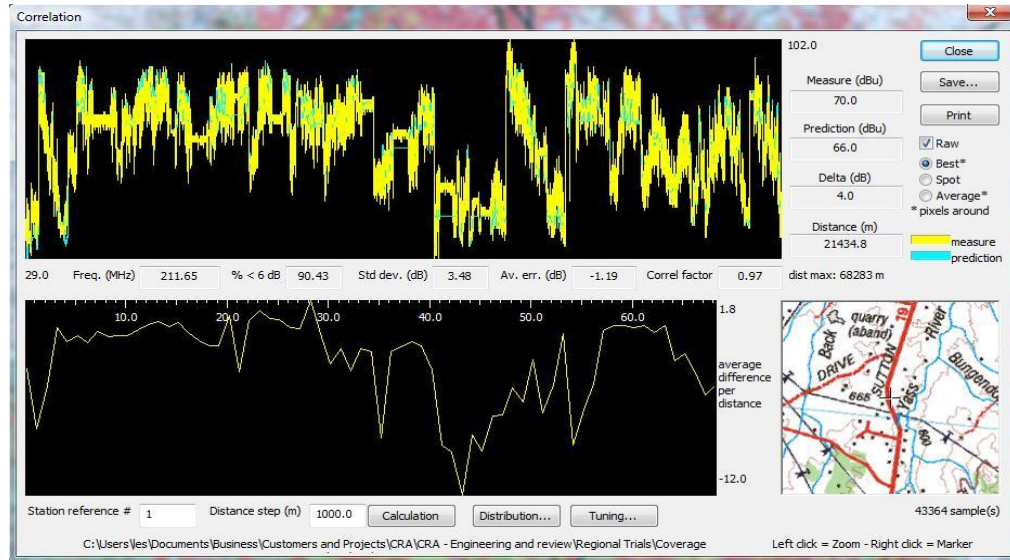 Correlation
102.0
Close
Measure (dBu)
70.0
Save...
Print
Prediction (dBu)
66.0
Raw
Best*
Spot
Average*
* pixels around
Delta (dB)
4.0
Distance (m)
21434.8
measure
prediction
29.0 Freq. (MHz) 211.65 % < 6 dB 90.43 Std dev. (dB) 3.48 Av. err. (dB) -1.19 Correl factor 0.97 dist max: 68283 m
10.0 20.0 30.0 40.0 50.0 60.0
1.8
average
difference
per
distance
-12.0
quarry
(aband)
19
River
Back
DRIVE
SUTTON
Yass
Bungendo
665
600
Station reference # 1 Distance step (m) 1000.0 Calculation Distribution... Tuning... 43364 sample(s)
C:\Users\les\Documents\Business\Customers and Projects\CRA\CRA - Engineering and review\Regional Trials\Coverage Left click = Zoom - Right click = Marker